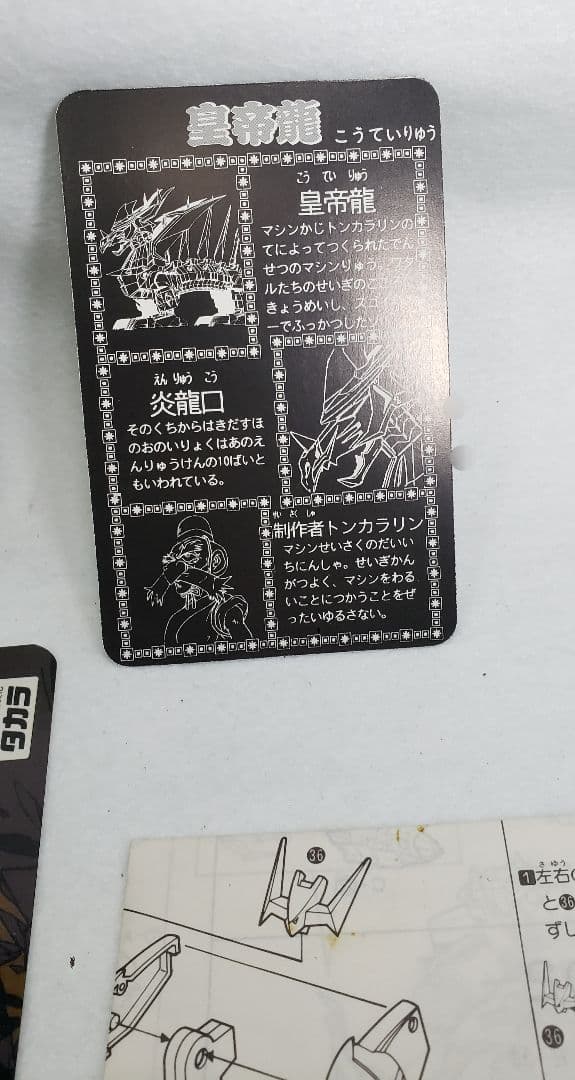 皇帝龍 こうていりゅう
こう てい りゅう
皇帝龍
マシンかじトンカラリンの
てによってつくられたでん
せつのマシンりゅう。ワタ
ルたちのせいぎのここ
きょうめいし、スゴイ
ーでふっかつした
えん りゅう こう
炎龍口
そのくちからはきだすほ
のおのいりょくはあのえ
んりゅうけんの10ばいと
もいわれている。
せいさくしゃ
制作者トンカラリン
マシンせいさくのだいい
ちにんしゃ。せいぎかん
がつよく、マシンをわる
いことにつかうことをぜ
ったいゆるさない。
タカラ
36
1 左右
さゆう
と36
ずし
36